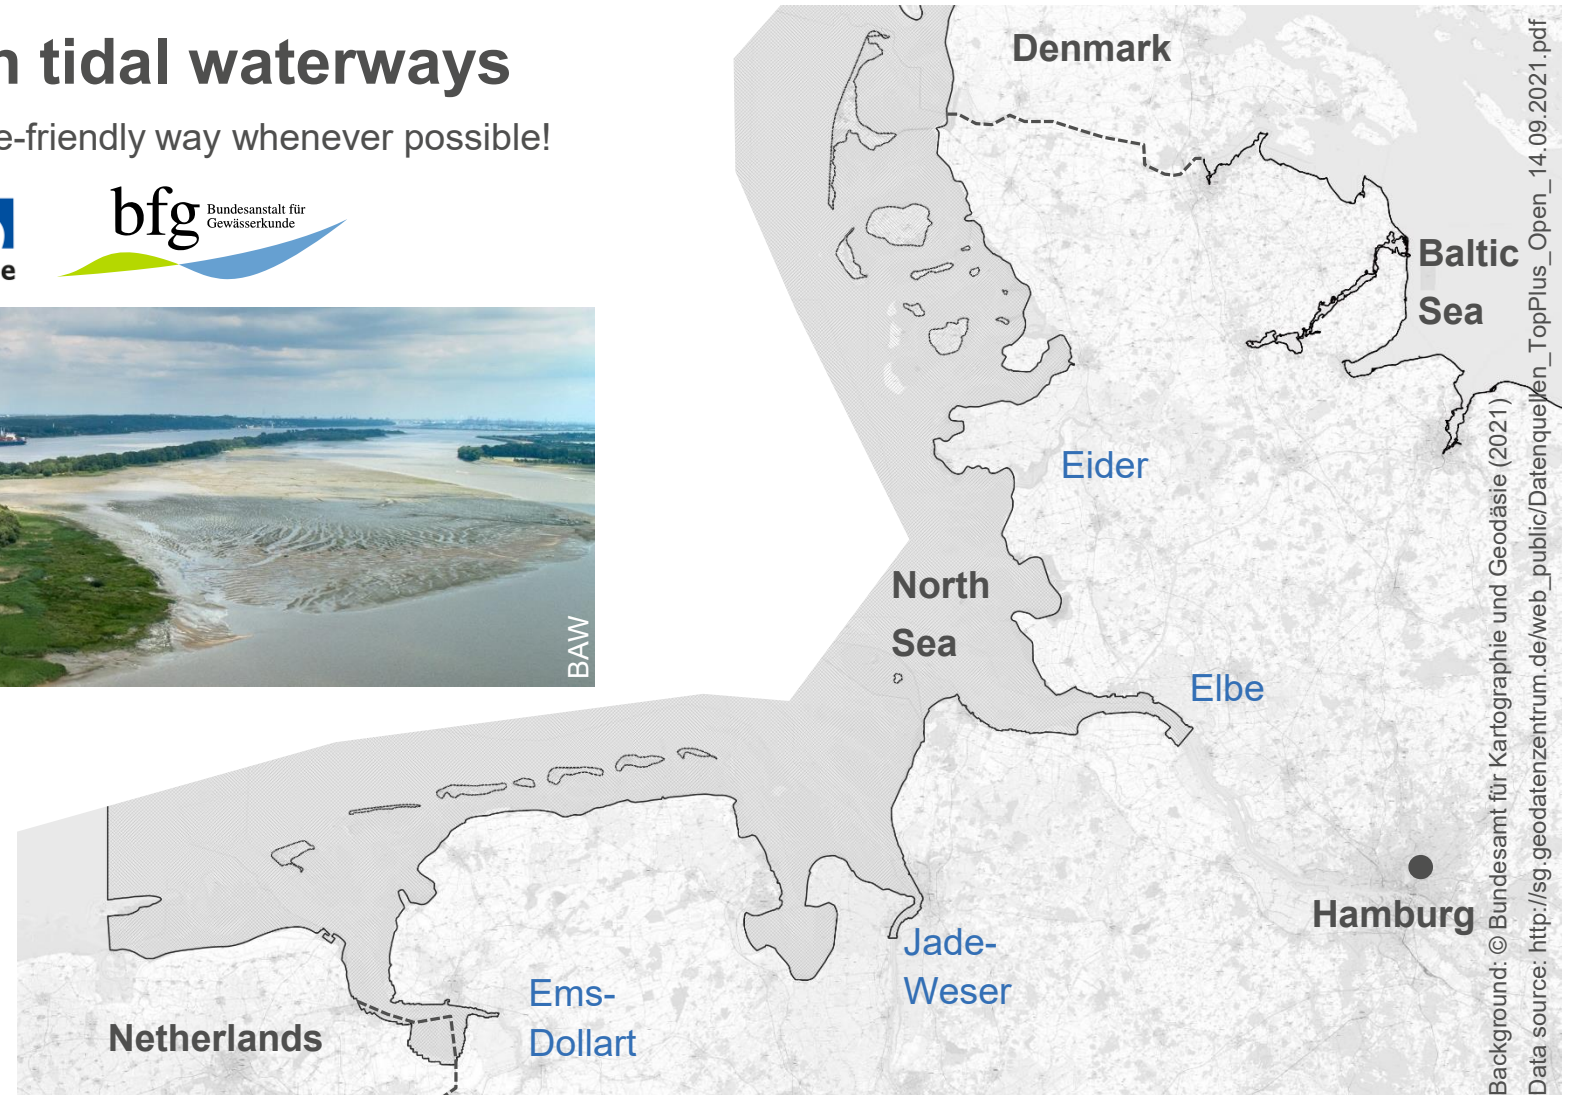 n tidal waterways
e-friendly way whenever possible!
e
bfg
Bundesanstalt für
Gewässerkunde
BAW
Denmark
Baltic
Sea
Eider
North
Sea
Elbe
Hamburg
Jade-
Weser
Ems-
Dollart
Netherlands
Background: © Bundesamt für Kartographie und Geodäsie (2021)
Data source: http://sg.geodatenzentrum.de/web_public/Datenquellen_TopPlus_Open_14.09.2021.pdf